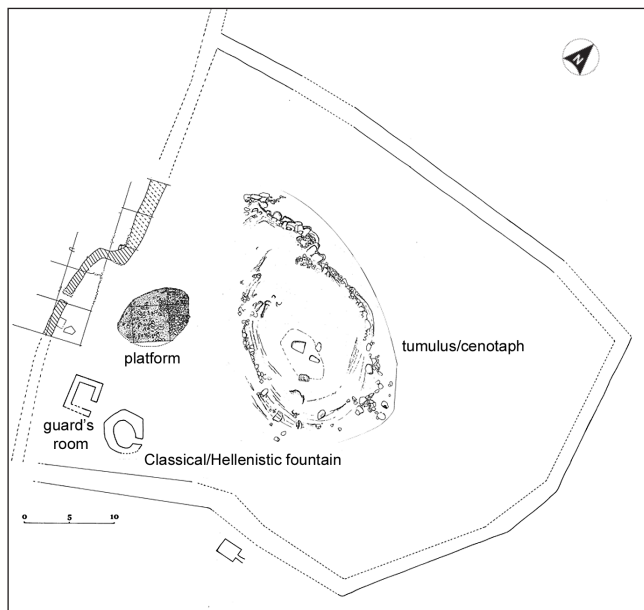 N
tumulus/cenotaph
platform
guard's
room
Classical/Hellenistic fountain
0 5 10